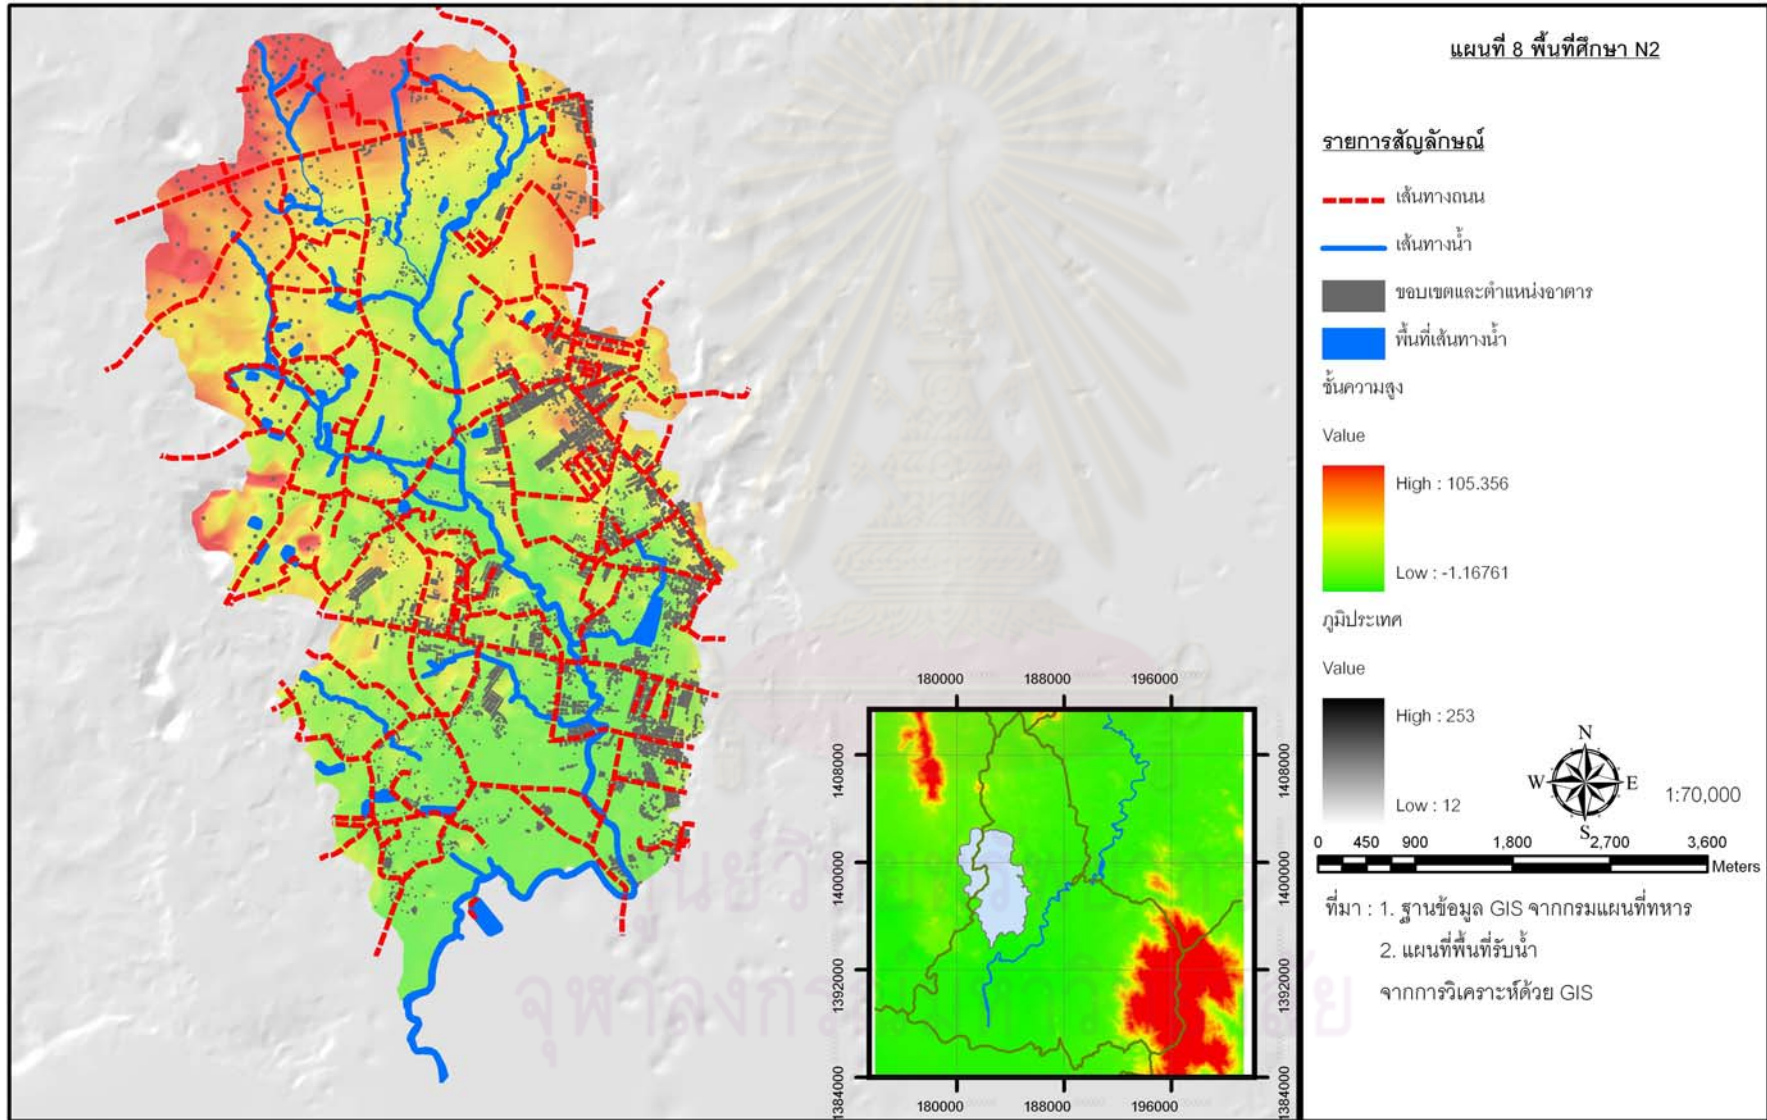 แผนที่ 8 พื้นที่ศึกษา N2
รายการสัญลักษณ์
เส้นทางถนน
เส้นทางน้ำ
ขอบเขตและตำแหน่งอาตาร
พื้นที่เส้นทางน้ำ
ชั้นความสูง
Value
High : 105.356
Low : -1.16761
ภูมิประเทศ
Value
High : 253
Low : 12
N
W E
S
1:70,000
0 450 900 1,800 2,700 3,600
Meters
ที่มา : 1. ฐานข้อมูล GIS จากกรมแผนที่ทหาร
2. แผนที่พื้นที่รับน้ำ
จากการวิเคราะห์ด้วย GIS
180000 188000 196000
1408000 1408000
1400000 1400000
1392000 1392000
1384000 1384000
180000 188000 196000